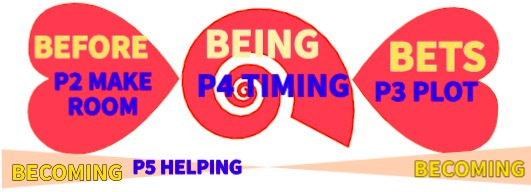 BEFORE
P2 MAKE
ROOM
BEING
P4 TIMING
BETS
P3 PLOT
BECOMING
P5 HELPING
BECOMING